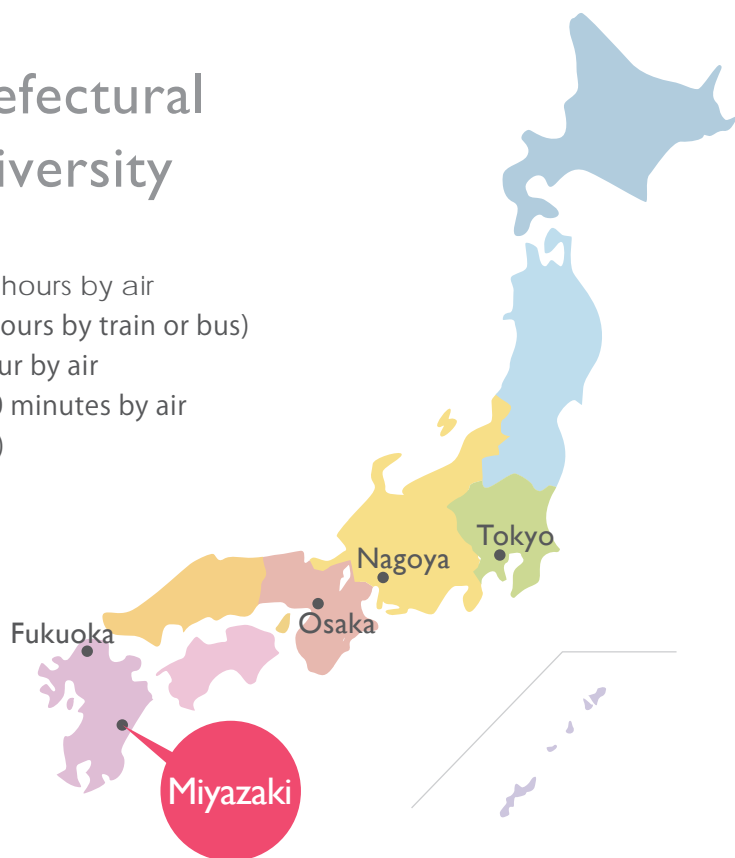 efectural
iversity
hours by air
ours by train or bus)
ur by air
0 minutes by air
)
Tokyo
Nagoya
Osaka
Fukuoka
Miyazaki